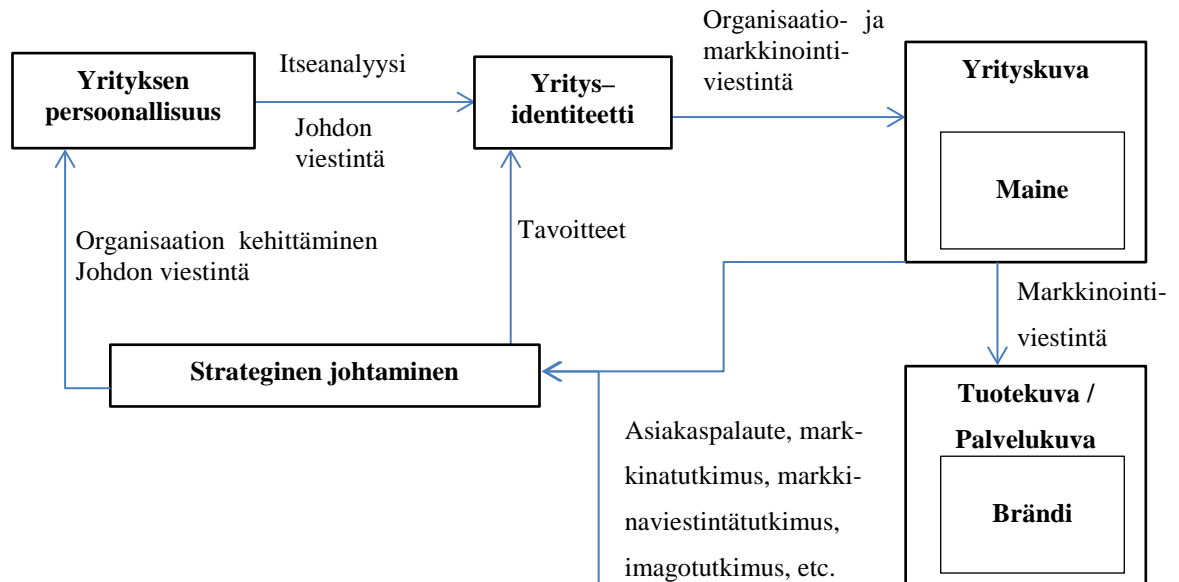 Yrityksen
persoonallisuus
Itseanalyysi
Johdon
viestintä
Yritys–
identiteetti
Organisaatio- ja
markkinointi-
viestintä
Yrityskuva
Maine
Organisaation kehittäminen
Johdon viestintä
Tavoitteet
Markkinointi-
viestintä
Strateginen johtaminen
Tuotekuva /
Palvelukuva
Brändi
Asiakaspalaute, mark-
kinatutkimus, markki-
naviestintätutkimus,
imagotutkimus, etc.